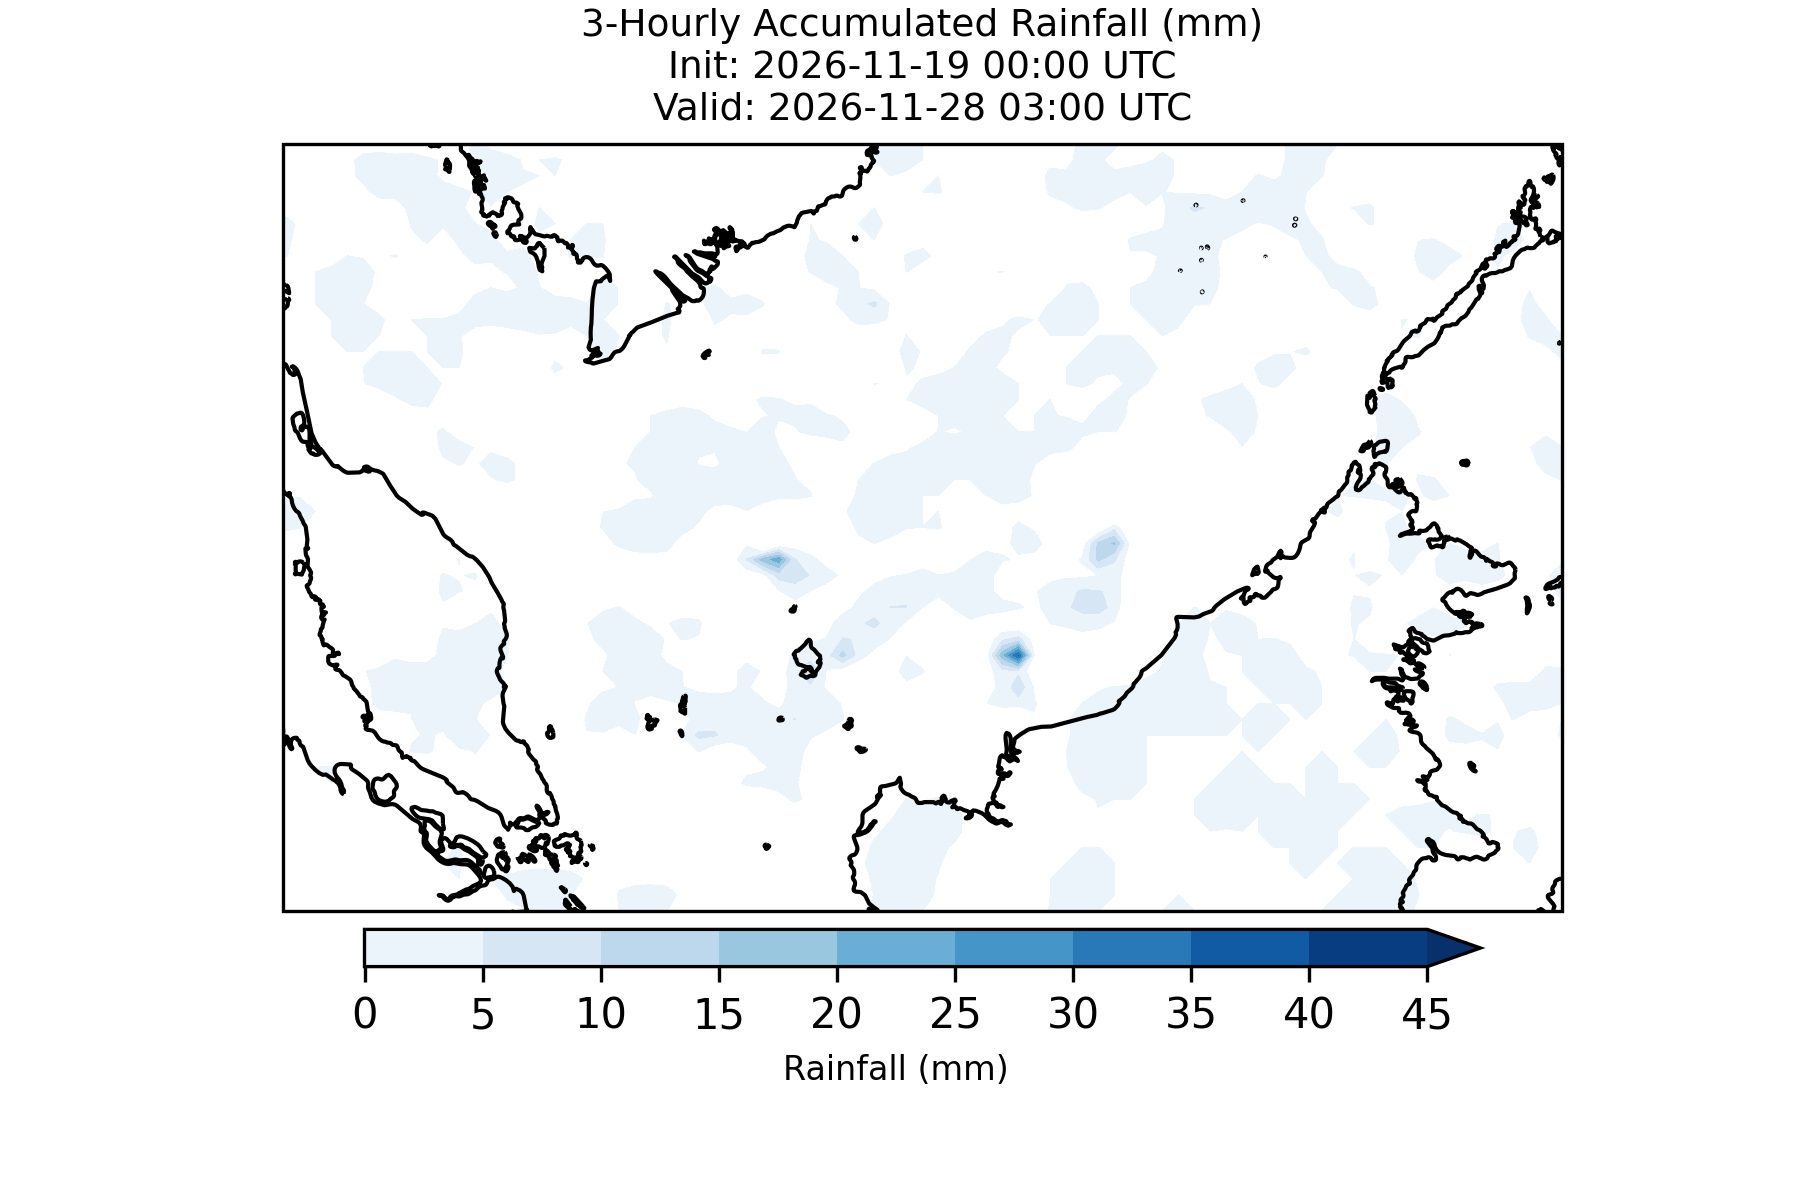 3-Hourly Accumulated Rainfall (mm)
Init: 2026-11-19 00:00 UTC
Valid: 2026-11-28 03:00 UTC
0 5 10 15 20 25 30 35 40 45
Rainfall (mm)